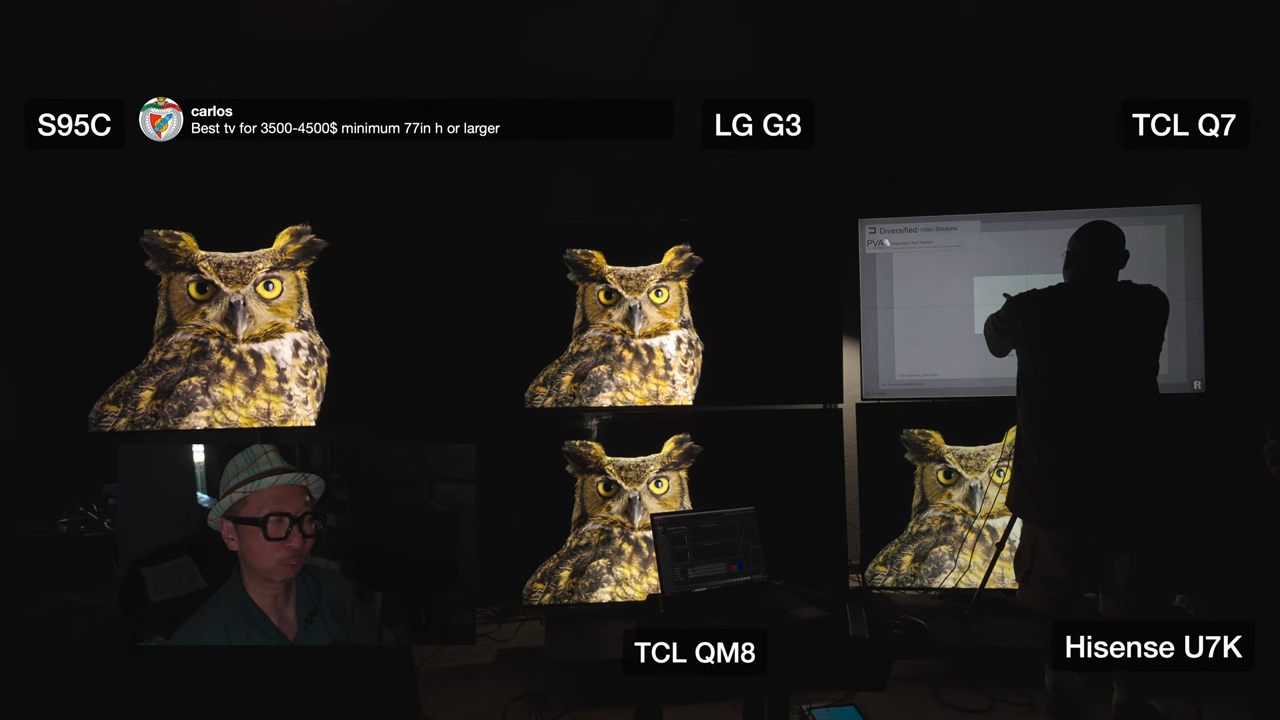 S95C
carlos
Best tv for 3500-4500$ minimum 77in h or larger
LG G3
TCL Q7
Diversified Video Solutions
PVA
R
TCL QM8
Hisense U7K